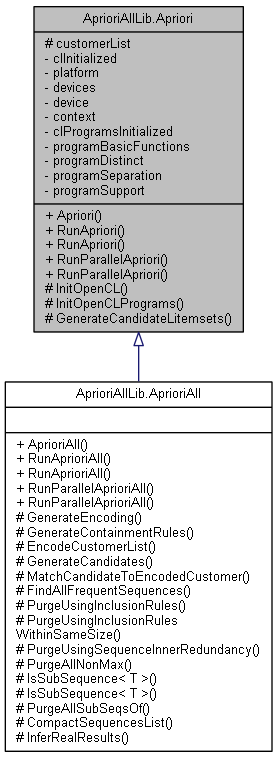 AprioriAllLib.Apriori
# customerList
- clInitialized
- platform
- devices
- device
- context
- clProgramsInitialized
- programBasicFunctions
- programDistinct
- programSeparation
- programSupport
+ Apriori()
+ RunApriori()
+ RunApriori()
+ RunParallelApriori()
+ RunParallelApriori()
# InitOpenCL()
# InitOpenCLPrograms()
# GenerateCandidateLitemsets()
AprioriAllLib.AprioriAll
+ AprioriAll()
+ RunAprioriAll()
+ RunAprioriAll()
+ RunParallelAprioriAll()
+ RunParallelAprioriAll()
# GenerateEncoding()
# GenerateContainmentRules()
# EncodeCustomerList()
# GenerateCandidates()
# MatchCandidateToEncodedCustomer()
# FindAllFrequentSequences()
# PurgeUsingInclusionRules()
# PurgeUsingInclusionRules
WithinSameSize()
# PurgeUsingSequenceInnerRedundancy()
# PurgeAllNonMax()
# IsSubSequence< T >()
# IsSubSequence< T >()
# PurgeAllSubSeqsOf()
# CompactSequencesList()
# InferRealResults()